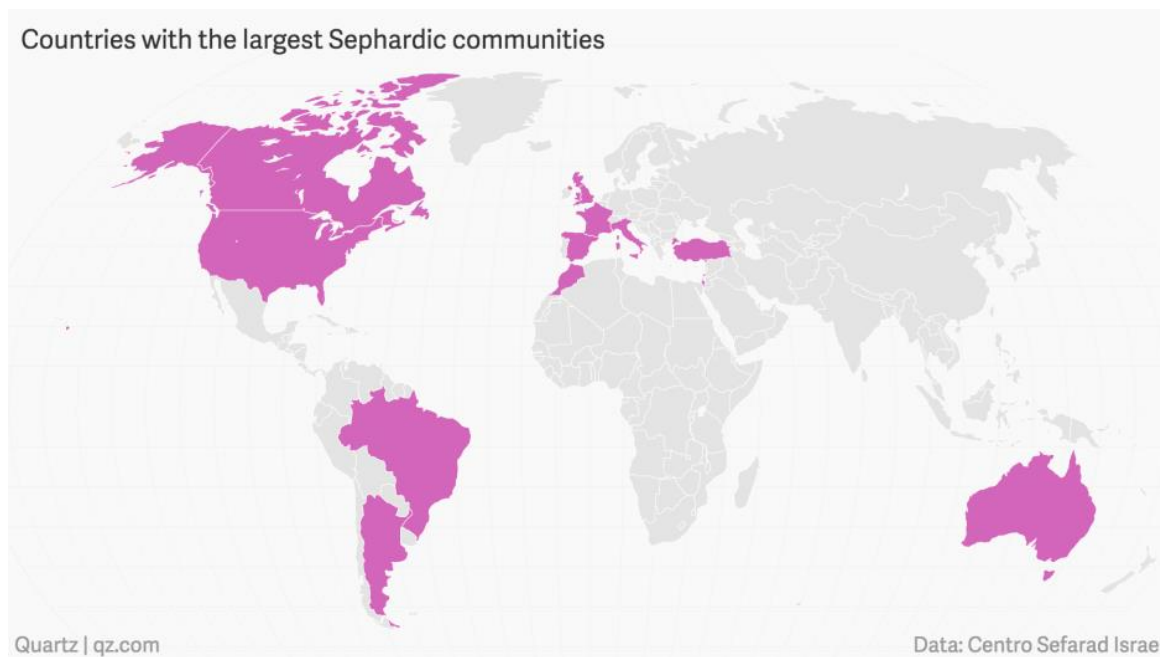 Countries with the largest Sephardic communities
Quartz | qz.com
Data: Centro Sefarad Israe